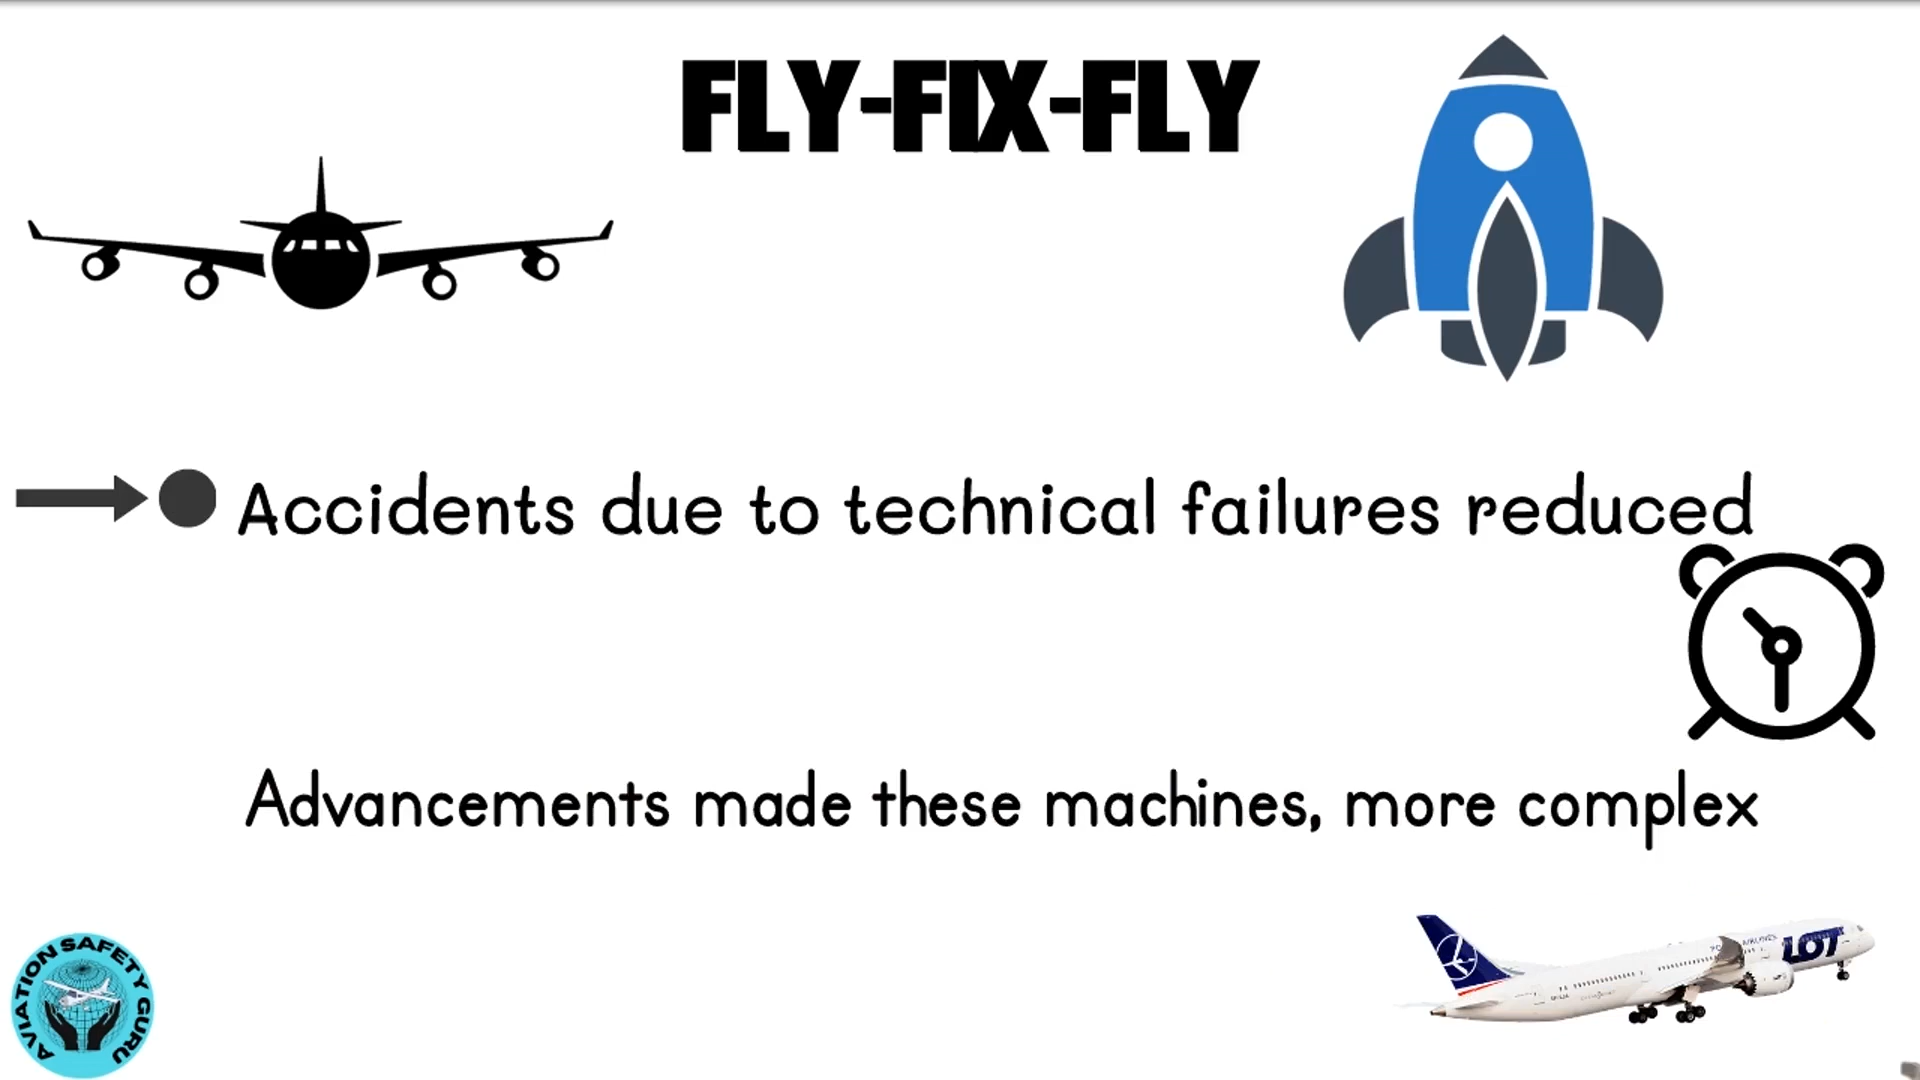 FLY-FIX-FLY
Accidents due to technical failures reduced
Advancements made these machines, more complex
AVIATION SAFETY GURU
LOT